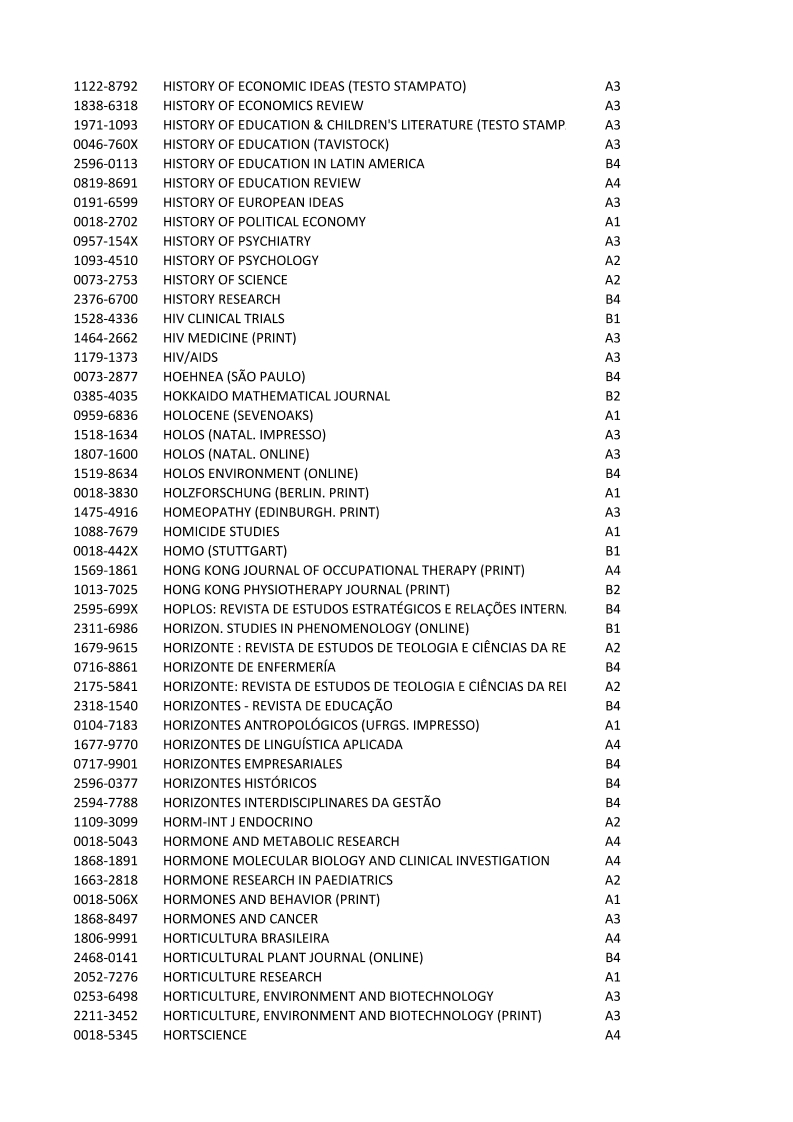 1122-8792 HISTORY OF ECONOMIC IDEAS (TESTO STAMPATO) A3
1838-6318 HISTORY OF ECONOMICS REVIEW A3
1971-1093 HISTORY OF EDUCATION & CHILDREN'S LITERATURE (TESTO STAMP. A3
0046-760X HISTORY OF EDUCATION (TAVISTOCK) A3
2596-0113 HISTORY OF EDUCATION IN LATIN AMERICA B4
0819-8691 HISTORY OF EDUCATION REVIEW A4
0191-6599 HISTORY OF EUROPEAN IDEAS A3
0018-2702 HISTORY OF POLITICAL ECONOMY A1
0957-154X HISTORY OF PSYCHIATRY A3
1093-4510 HISTORY OF PSYCHOLOGY A2
0073-2753 HISTORY OF SCIENCE A2
2376-6700 HISTORY RESEARCH B4
1528-4336 HIV CLINICAL TRIALS B1
1464-2662 HIV MEDICINE (PRINT) A3
1179-1373 HIV/AIDS A3
0073-2877 HOEHNEA (SÃO PAULO) B4
0385-4035 HOKKAIDO MATHEMATICAL JOURNAL B2
0959-6836 HOLOCENE (SEVENOAKS) A1
1518-1634 HOLOS (NATAL. IMPRESSO) A3
1807-1600 HOLOS (NATAL. ONLINE) A3
1519-8634 HOLOS ENVIRONMENT (ONLINE) B4
0018-3830 HOLZFORSCHUNG (BERLIN. PRINT) A1
1475-4916 HOMEOPATHY (EDINBURGH. PRINT) A3
1088-7679 HOMICIDE STUDIES A1
0018-442X HOMO (STUTTGART) B1
1569-1861 HONG KONG JOURNAL OF OCCUPATIONAL THERAPY (PRINT) A4
1013-7025 HONG KONG PHYSIOTHERAPY JOURNAL (PRINT) B2
2595-699X HOPLOS: REVISTA DE ESTUDOS ESTRATÉGICOS E RELAÇÕES INTERN. B4
2311-6986 HORIZON. STUDIES IN PHENOMENOLOGY (ONLINE) B1
1679-9615 HORIZONTE : REVISTA DE ESTUDOS DE TEOLOGIA E CIÊNCIAS DA RE A2
0716-8861 HORIZONTE DE ENFERMERÍA B4
2175-5841 HORIZONTE: REVISTA DE ESTUDOS DE TEOLOGIA E CIÊNCIAS DA REI A2
2318-1540 HORIZONTES - REVISTA DE EDUCAÇÃO B4
0104-7183 HORIZONTES ANTROPOLÓGICOS (UFRGS. IMPRESSO) A1
1677-9770 HORIZONTES DE LINGUÍSTICA APLICADA A4
0717-9901 HORIZONTES EMPRESARIALES B4
2596-0377 HORIZONTES HISTÓRICOS B4
2594-7788 HORIZONTES INTERDISCIPLINARES DA GESTÃO B4
1109-3099 HORM-INT J ENDOCRINO A2
0018-5043 HORMONE AND METABOLIC RESEARCH A4
1868-1891 HORMONE MOLECULAR BIOLOGY AND CLINICAL INVESTIGATION A4
1663-2818 HORMONE RESEARCH IN PAEDIATRICS A2
0018-506X HORMONES AND BEHAVIOR (PRINT) A1
1868-8497 HORMONES AND CANCER A3
1806-9991 HORTICULTURA BRASILEIRA A4
2468-0141 HORTICULTURAL PLANT JOURNAL (ONLINE) B4
2052-7276 HORTICULTURE RESEARCH A1
0253-6498 HORTICULTURE, ENVIRONMENT AND BIOTECHNOLOGY A3
2211-3452 HORTICULTURE, ENVIRONMENT AND BIOTECHNOLOGY (PRINT) A3
0018-5345 HORTSCIENCE A4